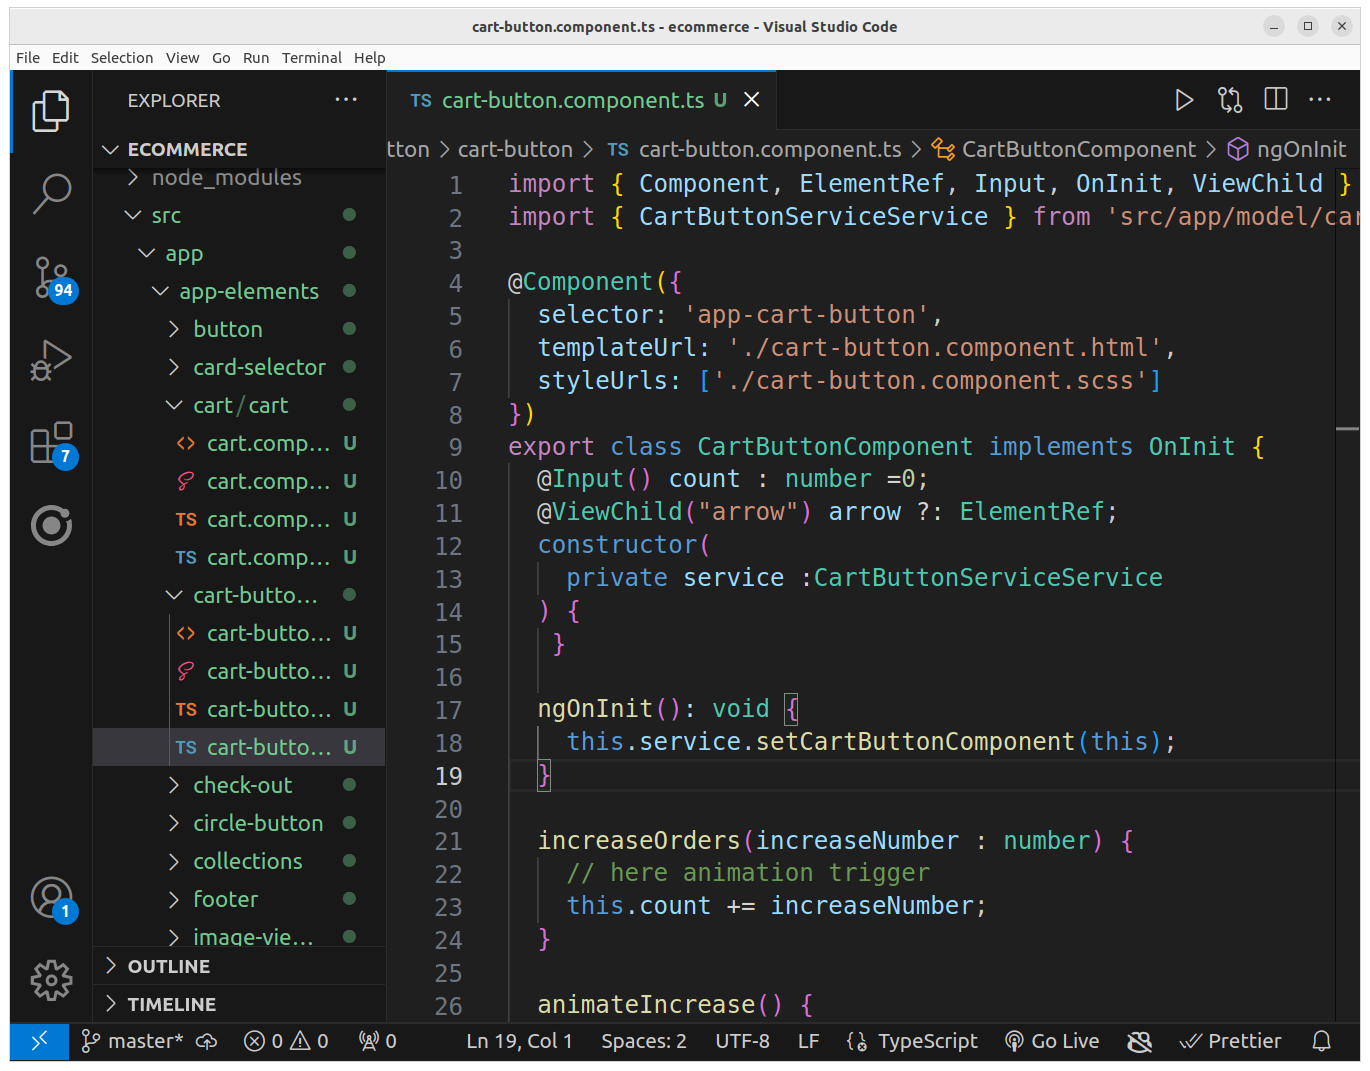 cart-button.component.ts - ecommerce - Visual Studio Code
File Edit Selection View Go Run Terminal Help
EXPLORER
ECOMMERCE
node_modules
src
app
app-elements
button
card-selector
cart/cart
cart.comp... U
cart.comp... U
TS cart.comp... U
TS cart.comp... U
cart-butto...
cart-butto... U
cart-butto... U
TS cart-butto... U
TS cart-butto... U
check-out
circle-button
collections
footer
image-vie...
OUTLINE
TIMELINE
94
7
1
TS cart-button.component.ts U
tton > cart-button > TS cart-button.component.ts > CartButtonComponent > ngOnInit
1 import { Component, ElementRef, Input, OnInit, ViewChild }
2 import { CartButtonServiceService } from 'src/app/model/car
3
4 @Component({
5 selector: 'app-cart-button',
6 templateUrl: './cart-button.component.html',
7 styleUrls: ['./cart-button.component.scss']
8 })
9 export class CartButtonComponent implements OnInit {
10 @Input() count : number =0;
11 @ViewChild("arrow") arrow ?: ElementRef;
12 constructor(
13 private service :CartButtonServiceService
14 ) {
15 }
16
17 ngOnInit(): void {
18 this.service.setCartButtonComponent(this);
19 }
20
21 increaseOrders(increaseNumber : number) {
22 // here animation trigger
23 this.count += increaseNumber;
24 }
25
26 animateIncrease() {
master* 0 0 0 Ln 19, Col 1 Spaces: 2 UTF-8 LF TypeScript Go Live Prettier